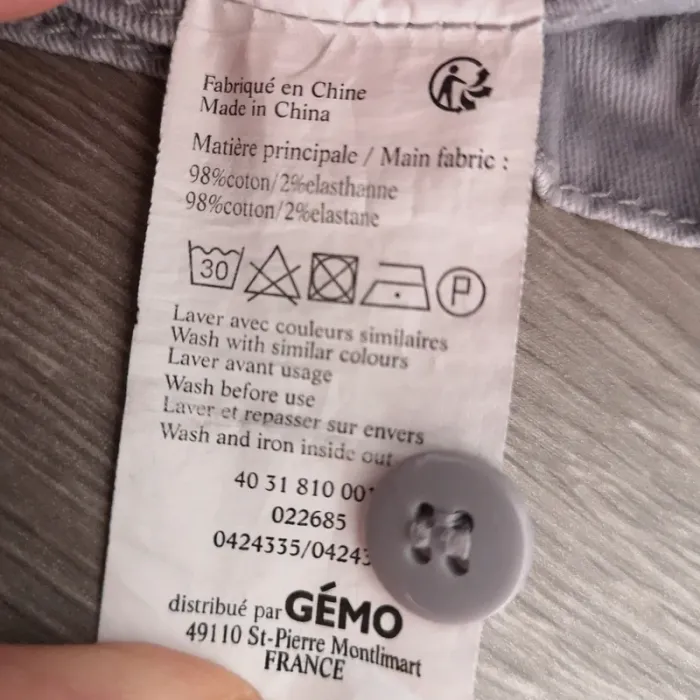 Fabriqué en Chine
Made in China
Matière principale / Main fabric :
98%coton/2%elasthanne
98%cotton/2%elastane
30 P
Laver avec couleurs similaires
Wash with similar colours
Laver avant usage
Wash before use
Laver et repasser sur envers
Wash and iron inside out
40 31 810 001
022685
0424335/0424
distribué par GÉMO
49110 St-Pierre Montlimart
FRANCE